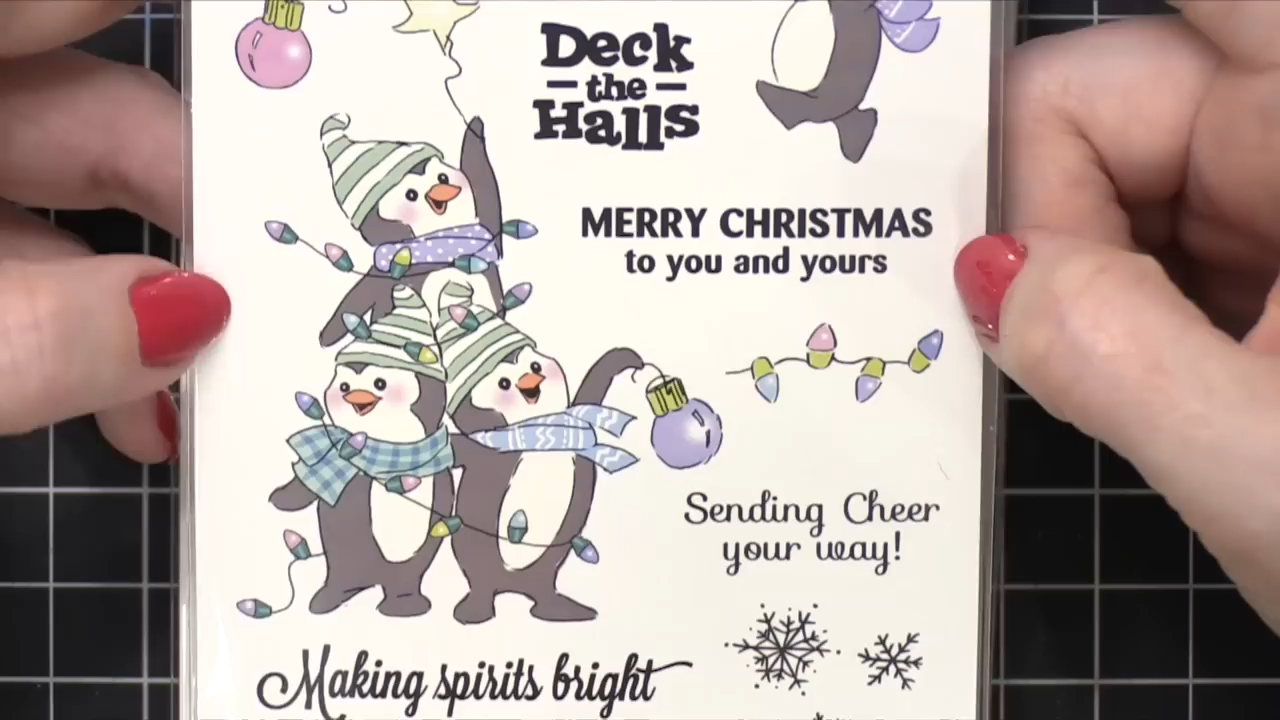 Deck
the
Halls
MERRY CHRISTMAS
to you and yours
Sending Cheer
your way!
Making spirits bright